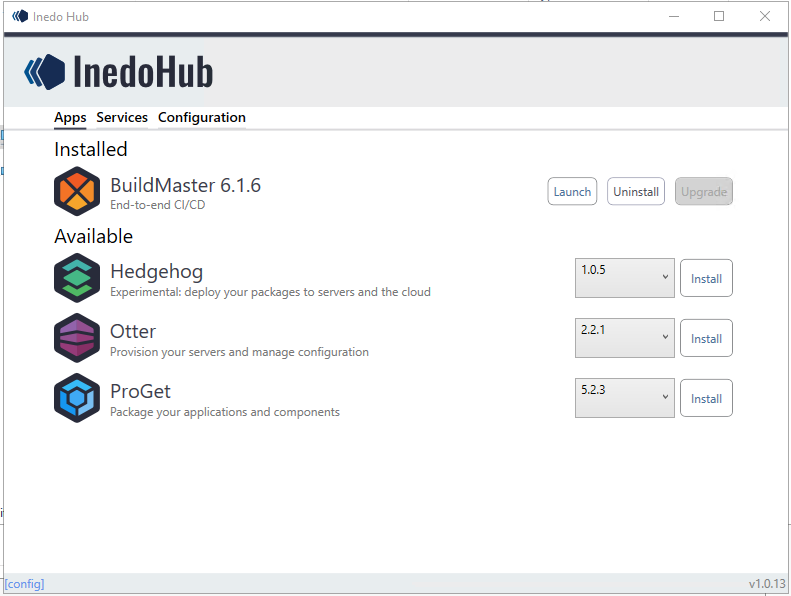 Inedo Hub
InedoHub
Apps Services Configuration
Installed
BuildMaster 6.1.6
End-to-end CI/CD
Launch Uninstall Upgrade
Available
Hedgehog
Experimental: deploy your packages to servers and the cloud
1.0.5 Install
Otter
Provision your servers and manage configuration
2.2.1 Install
ProGet
Package your applications and components
5.2.3 Install
[config] v1.0.13